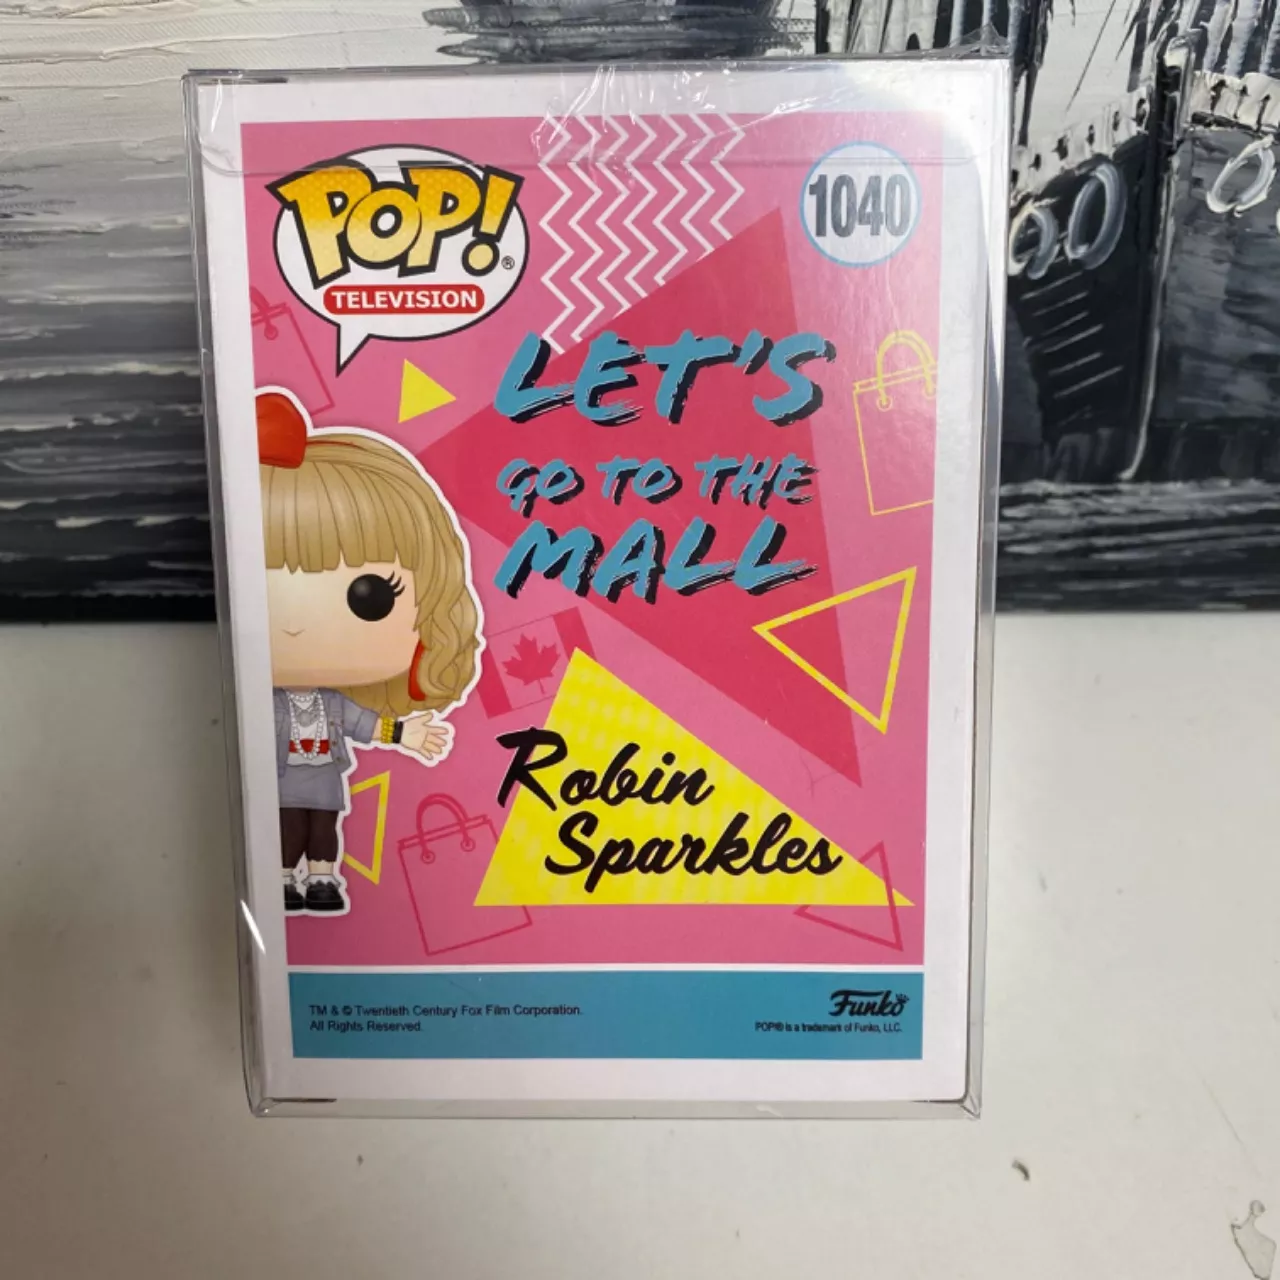 POP!®
TELEVISION
1040
LET'S
GO TO THE
MALL
Robin
Sparkles
TM & © Twentieth Century Fox Film Corporation.
All Rights Reserved.
Funko
POP!® is a trademark of Funko, LLC.